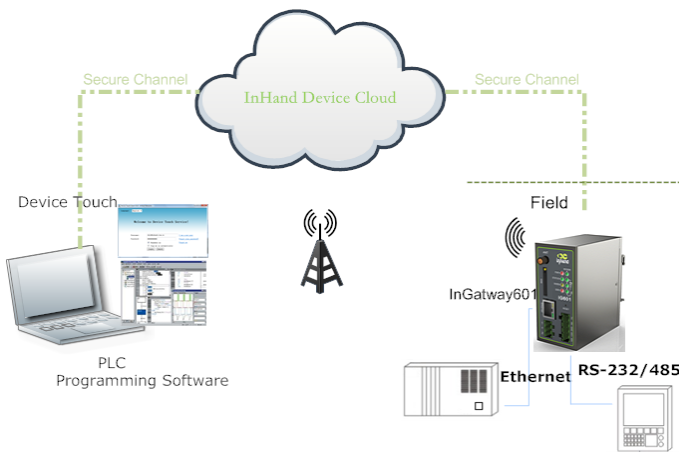 Secure Channel
Secure Channel
InHand Device Cloud
Device Touch
Field
InGatway601
PLC
Programming Software
Ethernet
RS-232/485